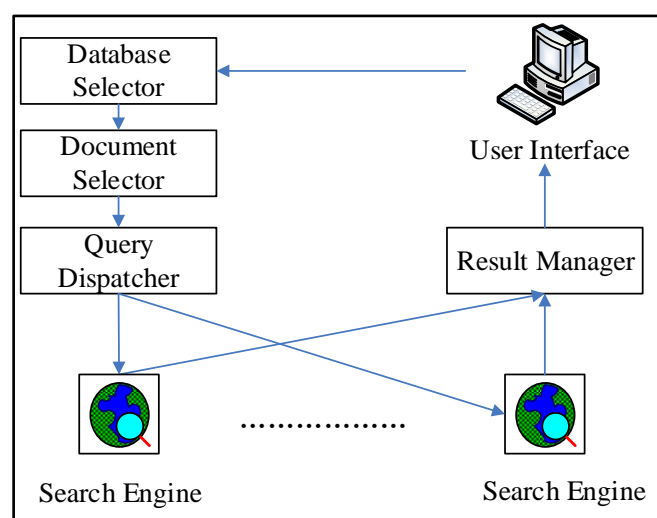 Database
Selector
User Interface
Document
Selector
Query
Dispatcher
Result Manager
..................
Search Engine
Search Engine